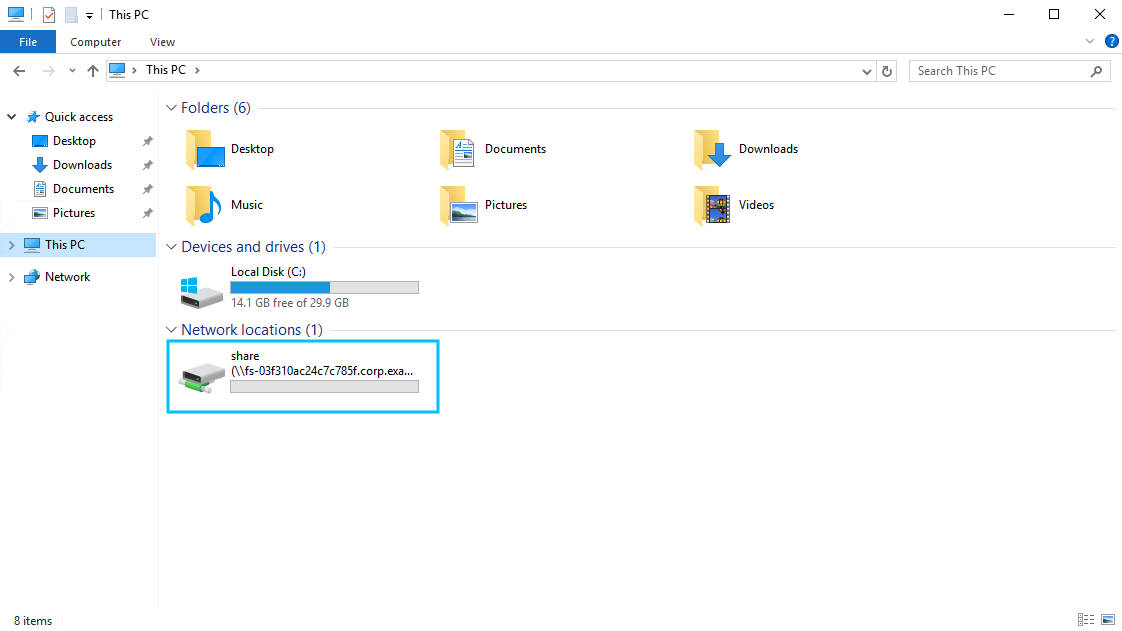 This PC
File Computer View
This PC
Search This PC
Quick access
Desktop
Downloads
Documents
Pictures
This PC
Network
Folders (6)
Desktop Documents Downloads
Music Pictures Videos
Devices and drives (1)
Local Disk (C:)
14.1 GB free of 29.9 GB
Network locations (1)
share
(\\fs-03f310ac24c7c785f.corp.exa...
8 items